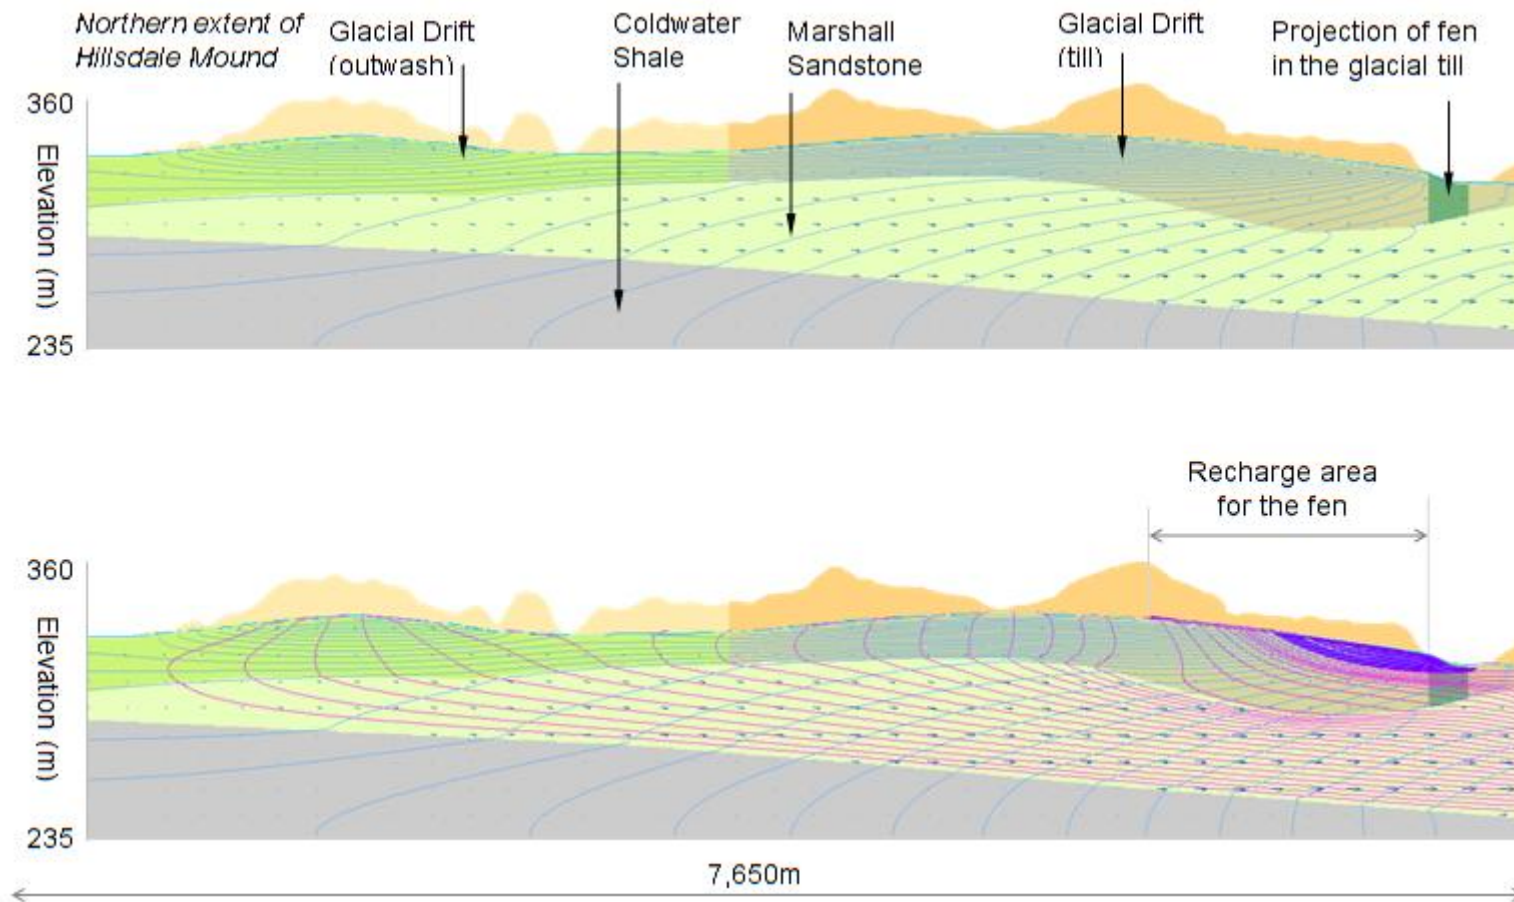 Northern extent of
Hillsdale Mound
Glacial Drift
(outwash)
Coldwater
Shale
Marshall
Sandstone
Glacial Drift
(till)
Projection of fen
in the glacial till
360
Elevation (m)
235
Recharge area
for the fen
360
Elevation (m)
235
7,650m